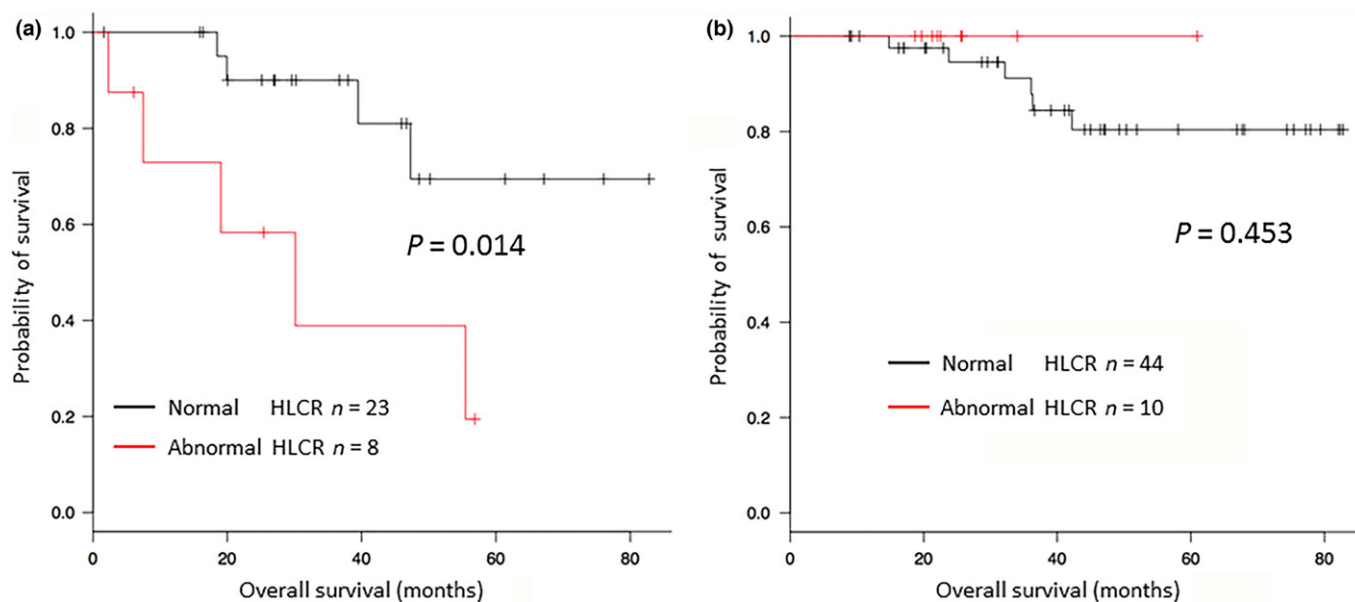 (a)
1.0
0.8
0.6
0.4
0.2
0.0
Probability of survival
P = 0.014
Normal HLCR n = 23
Abnormal HLCR n = 8
0 20 40 60 80
Overall survival (months)
(b)
1.0
0.8
0.6
0.4
0.2
0.0
Probability of survival
P = 0.453
Normal HLCR n = 44
Abnormal HLCR n = 10
0 20 40 60 80
Overall survival (months)